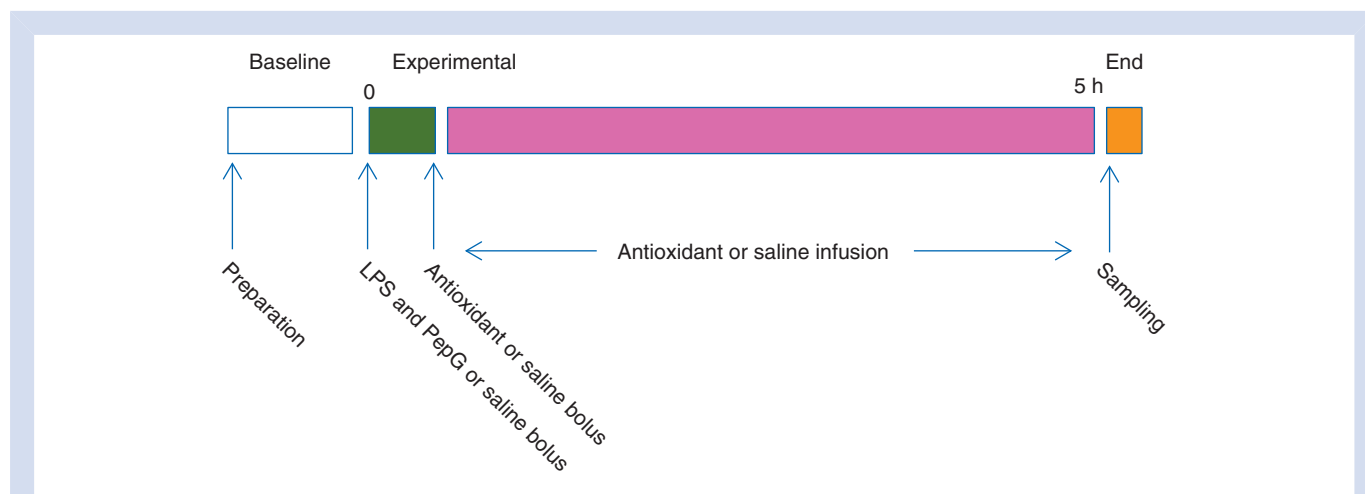 Baseline
Experimental
End
0
5 h
Antioxidant or saline infusion
Preparation
LPS and PepG or saline bolus
Antioxidant or saline bolus
Sampling